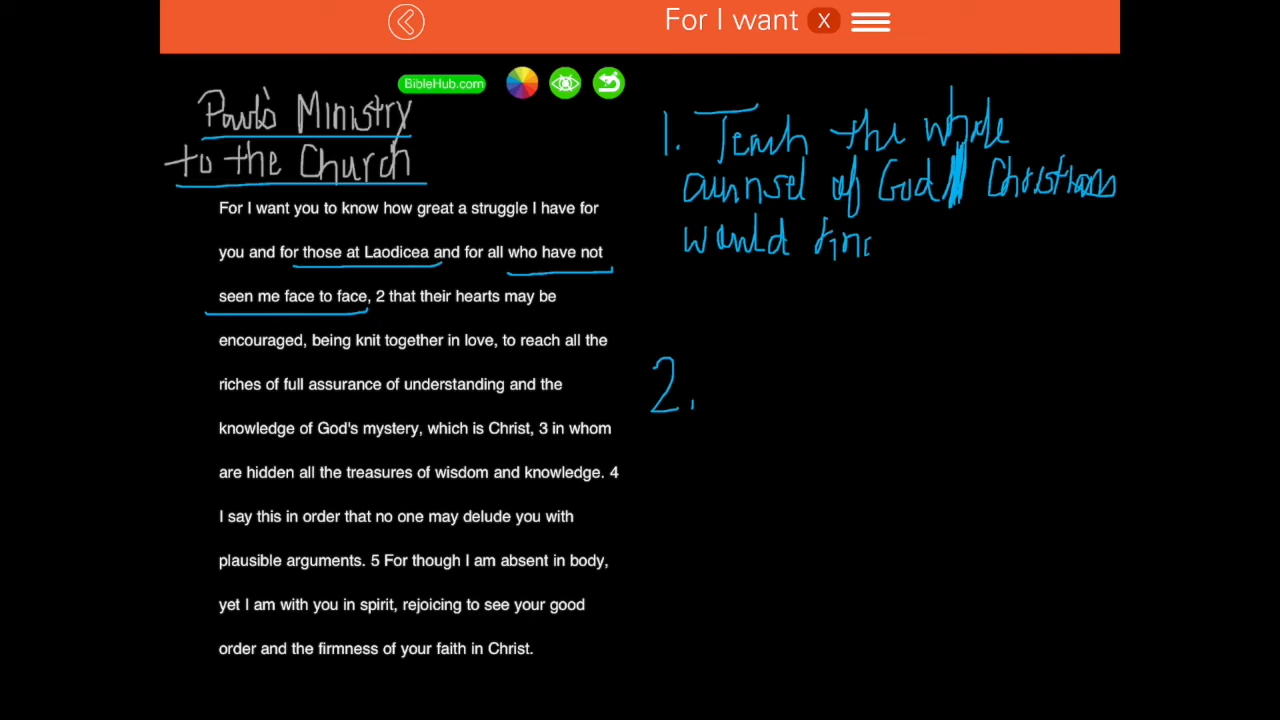 For I want X
BibleHub.com
Paul's Ministry
to the Church
For I want you to know how great a struggle I have for
you and for those at Laodicea and for all who have not
seen me face to face, 2 that their hearts may be
encouraged, being knit together in love, to reach all the
riches of full assurance of understanding and the
knowledge of God's mystery, which is Christ, 3 in whom
are hidden all the treasures of wisdom and knowledge. 4
I say this in order that no one may delude you with
plausible arguments. 5 For though I am absent in body,
yet I am with you in spirit, rejoicing to see your good
order and the firmness of your faith in Christ.
1. Teach the whole
counsel of God Christians
would
2.